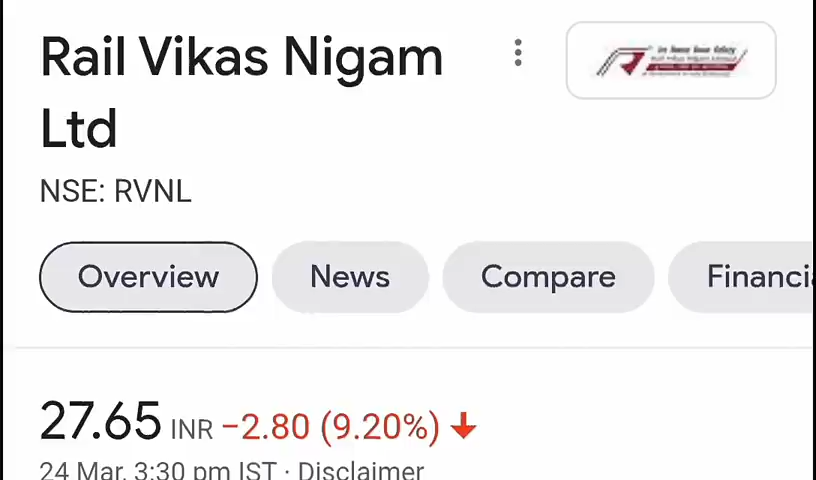 Rail Vikas Nigam
Ltd
NSE: RVNL
Overview
News
Compare
Financia
27.65 INR −2.80 (9.20%) ↓
24 Mar, 3:30 pm IST · Disclaimer